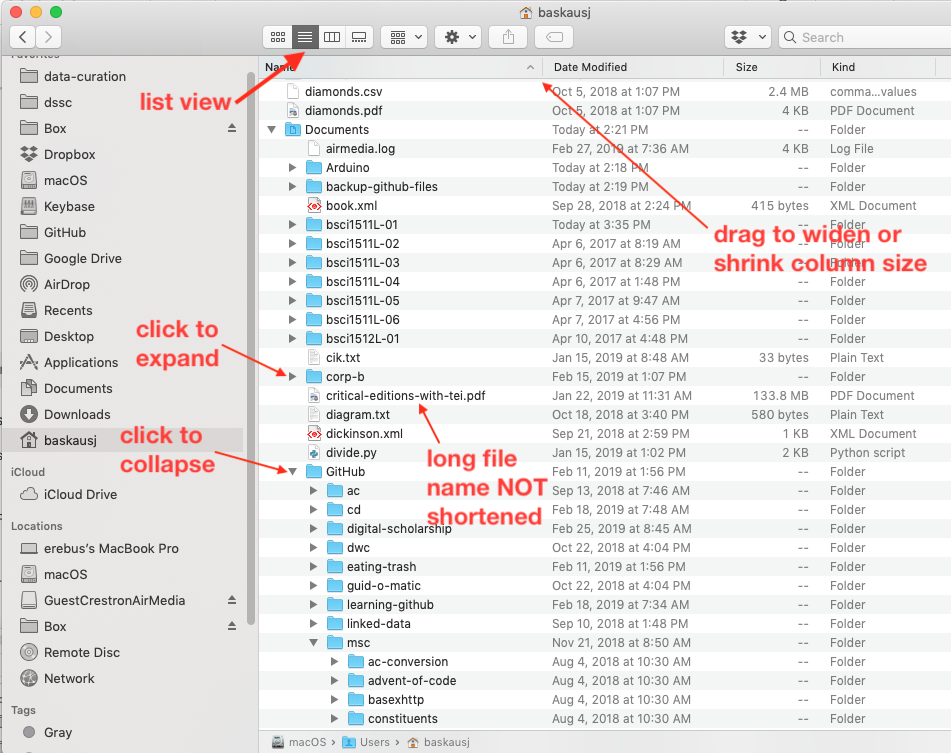 baskausj
Search
Favorites
data-curation
dssc
Box
Dropbox
macOS
Keybase
GitHub
Google Drive
AirDrop
Recents
Desktop
Applications
Documents
Downloads
baskausj
iCloud
iCloud Drive
Locations
erebus's MacBook Pro
macOS
GuestCrestronAirMedia
Box
Remote Disc
Network
Tags
Gray
Name Date Modified Size Kind
diamonds.csv Oct 5, 2018 at 1:07 PM 2.4 MB comma...values
diamonds.pdf Oct 5, 2018 at 1:07 PM 4 KB PDF Document
Documents Today at 2:21 PM -- Folder
airmedia.log Feb 27, 2019 at 7:36 AM 4 KB Log File
Arduino Today at 2:18 PM -- Folder
backup-github-files Today at 2:19 PM -- Folder
book.xml Sep 28, 2018 at 2:24 PM 415 bytes XML Document
bsci1511L-01 Today at 3:35 PM -- Folder
bsci1511L-02 Apr 6, 2017 at 8:19 AM -- Folder
bsci1511L-03 Apr 6, 2017 at 8:29 AM -- Folder
bsci1511L-04 Apr 6, 2017 at 1:48 PM -- Folder
bsci1511L-05 Apr 7, 2017 at 9:47 AM -- Folder
bsci1511L-06 Apr 7, 2017 at 4:56 PM -- Folder
bsci1512L-01 Apr 10, 2017 at 4:48 PM -- Folder
cik.txt Jan 15, 2019 at 8:48 AM 33 bytes Plain Text
corp-b Feb 15, 2019 at 1:07 PM -- Folder
critical-editions-with-tei.pdf Jan 22, 2019 at 11:31 AM 133.8 MB PDF Document
diagram.txt Oct 18, 2018 at 3:40 PM 580 bytes Plain Text
dickinson.xml Sep 21, 2018 at 2:59 PM 1 KB XML Document
divide.py Jan 15, 2019 at 1:02 PM 2 KB Python script
GitHub Feb 11, 2019 at 1:56 PM -- Folder
ac Sep 13, 2018 at 7:46 AM -- Folder
cd Feb 18, 2019 at 7:48 AM -- Folder
digital-scholarship Feb 25, 2019 at 8:45 AM -- Folder
dwc Oct 22, 2018 at 4:04 PM -- Folder
eating-trash Feb 11, 2019 at 1:56 PM -- Folder
guid-o-matic Oct 22, 2018 at 4:04 PM -- Folder
learning-github Feb 18, 2019 at 7:34 AM -- Folder
linked-data Sep 10, 2018 at 1:48 PM -- Folder
msc Nov 21, 2018 at 8:50 AM -- Folder
ac-conversion Aug 4, 2018 at 10:30 AM -- Folder
advent-of-code Aug 4, 2018 at 10:30 AM -- Folder
basexhttp Aug 4, 2018 at 10:30 AM -- Folder
constituents Aug 4, 2018 at 10:30 AM -- Folder
macOS › Users › baskausj
list view
drag to widen or
shrink column size
click to
expand
click to
collapse
long file
name NOT
shortened